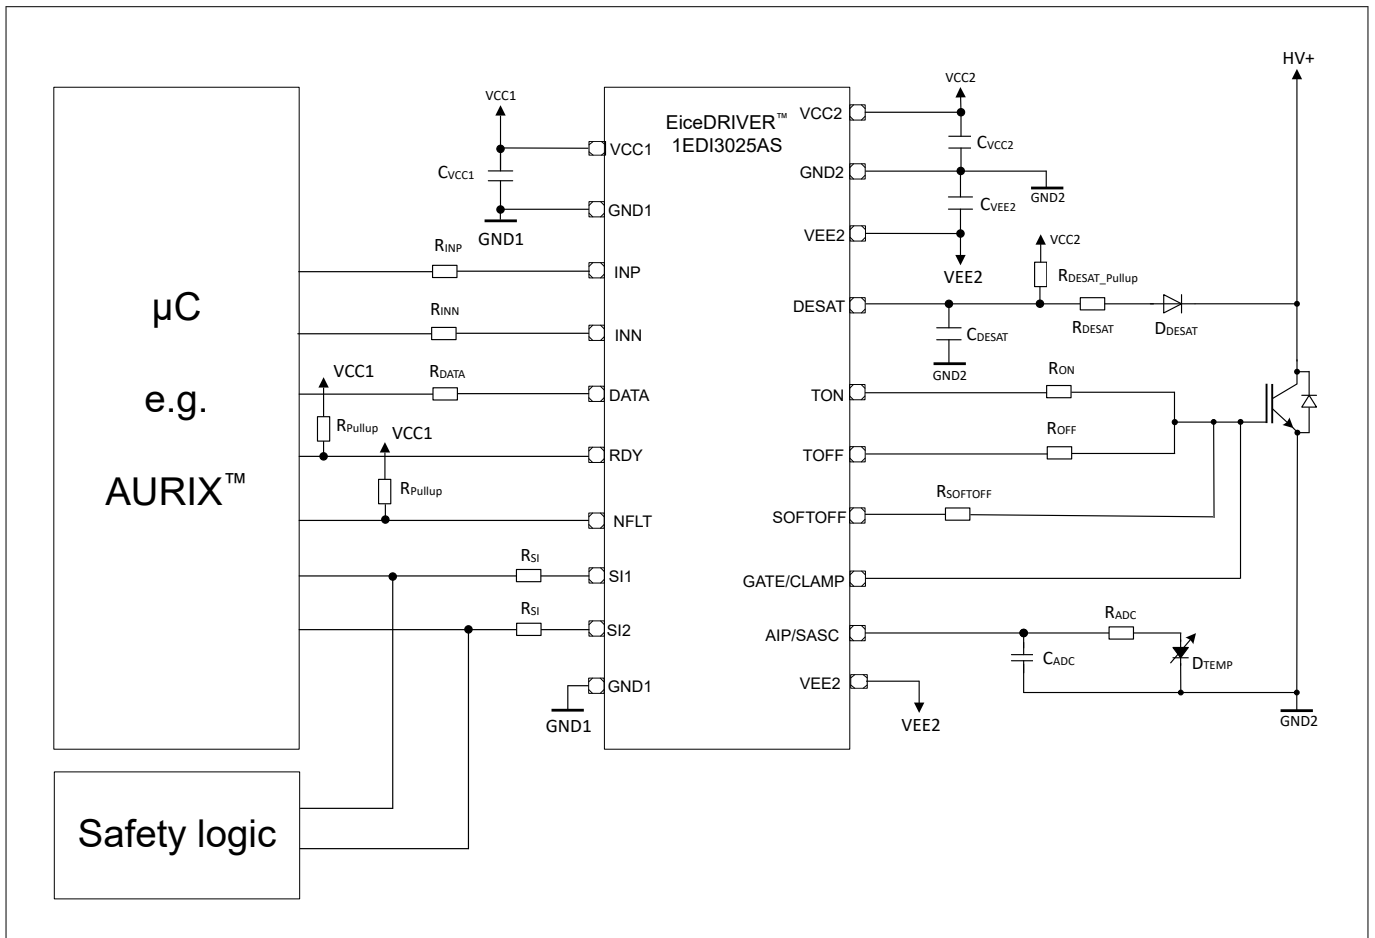 HV+
VCC2
VCC1
EiceDRIVER™
1EDI3025AS
VCC2
CVCC2
VCC1
CVCC1
GND2
GND2
CVEE2
GND1
GND1
VEE2
VCC2
RINP
VEE2
RDESAT_Pullup
INP
µC
e.g.
AURIX™
RINN
DESAT
RDESAT
DDESAT
INN
CDESAT
GND2
VCC1
RDATA
RON
DATA
TON
RPullup
VCC1
ROFF
RDY
TOFF
RPullup
RSOFTOFF
NFLT
SOFTOFF
RSI
SI1
GATE/CLAMP
RSI
RADC
SI2
AIP/SASC
CADC
DTEMP
GND1
VEE2
GND1
VEE2
GND2
Safety logic